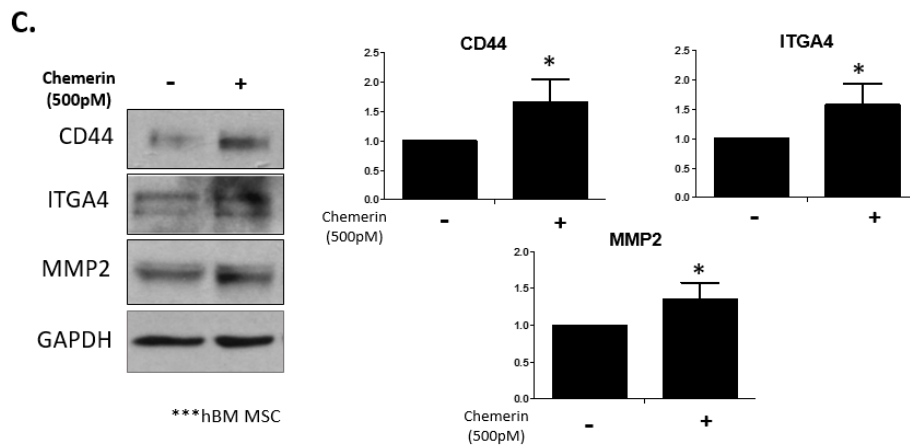 C.
Chemerin - +
(500pM)
CD44
ITGA4
MMP2
GAPDH
***hBM MSC
CD44
2.5
2.0
1.5
1.0
0.5
0.0
*
Chemerin - +
(500pM)
ITGA4
2.5
2.0
1.5
1.0
0.5
0.0
*
- +
MMP2
2.0
1.5
1.0
0.5
0.0
*
Chemerin - +
(500pM)